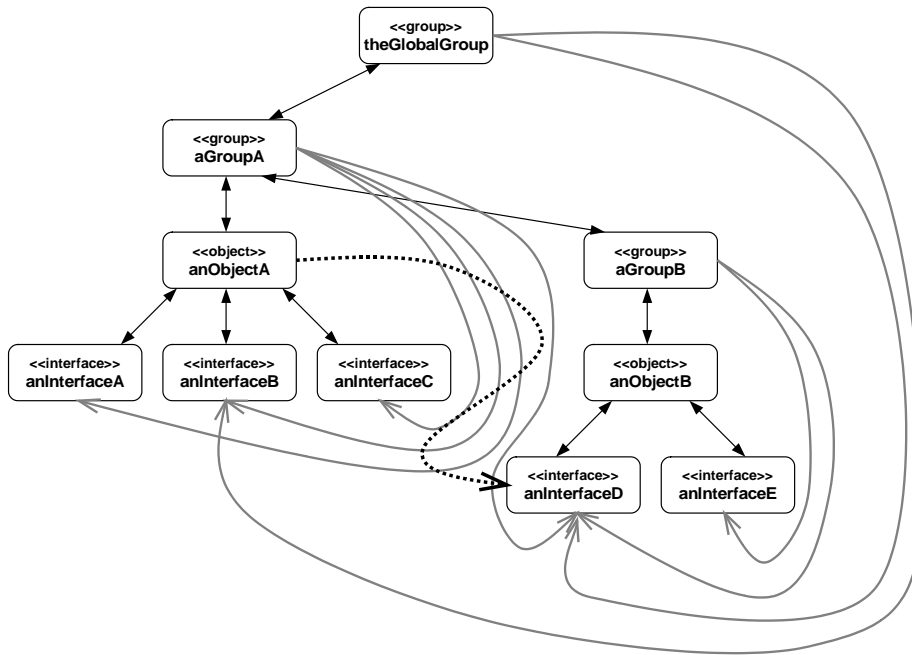 <<group>>
theGlobalGroup
<<group>>
aGroupA
<<object>>
anObjectA
<<group>>
aGroupB
<<interface>>
anInterfaceA
<<interface>>
anInterfaceB
<<interface>>
anInterfaceC
<<object>>
anObjectB
<<interface>>
anInterfaceD
<<interface>>
anInterfaceE